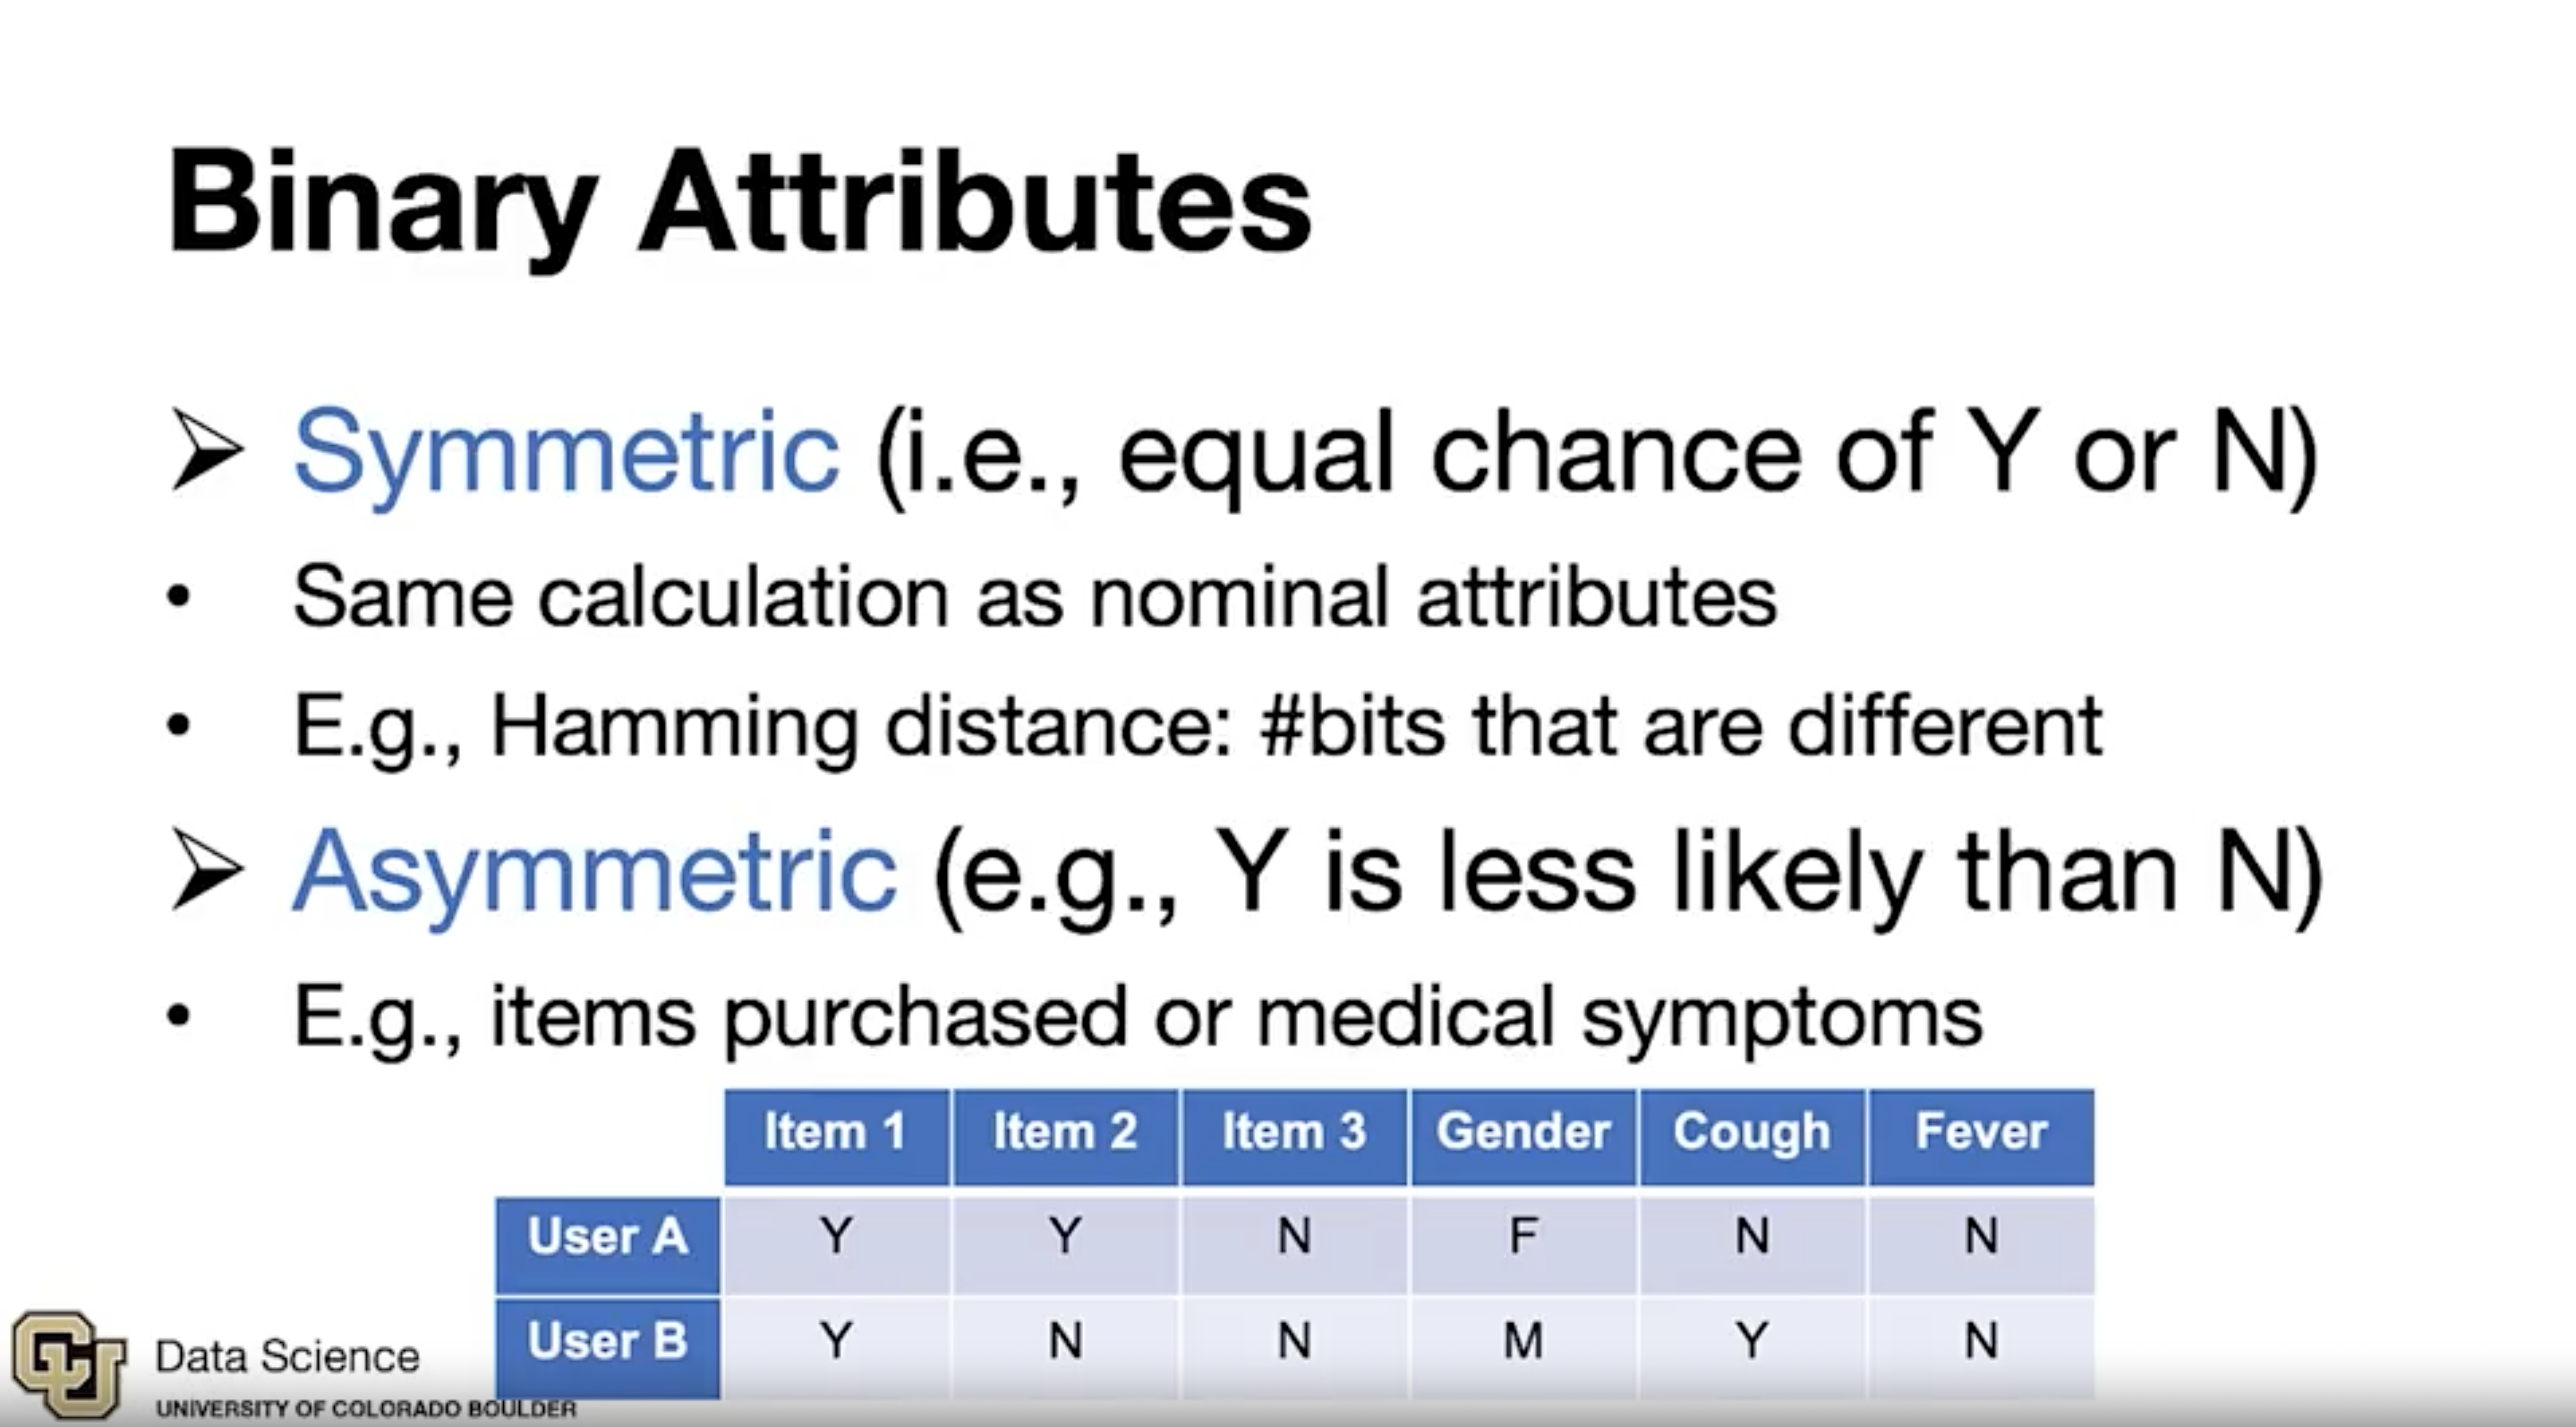 Binary Attributes
➢ Symmetric (i.e., equal chance of Y or N)
• Same calculation as nominal attributes
• E.g., Hamming distance: #bits that are different
➢ Asymmetric (e.g., Y is less likely than N)
• E.g., items purchased or medical symptoms
Item 1 Item 2 Item 3 Gender Cough Fever
User A Y Y N F N N
User B Y N N M Y N
CU
Data Science
UNIVERSITY OF COLORADO BOULDER